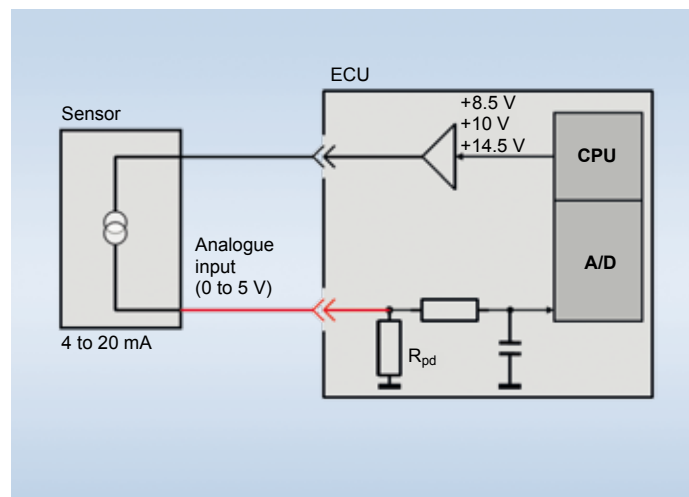 ECU
Sensor
+8.5 V
+10 V
+14.5 V
CPU
Analogue
input
(0 to 5 V)
A/D
4 to 20 mA
Rpd